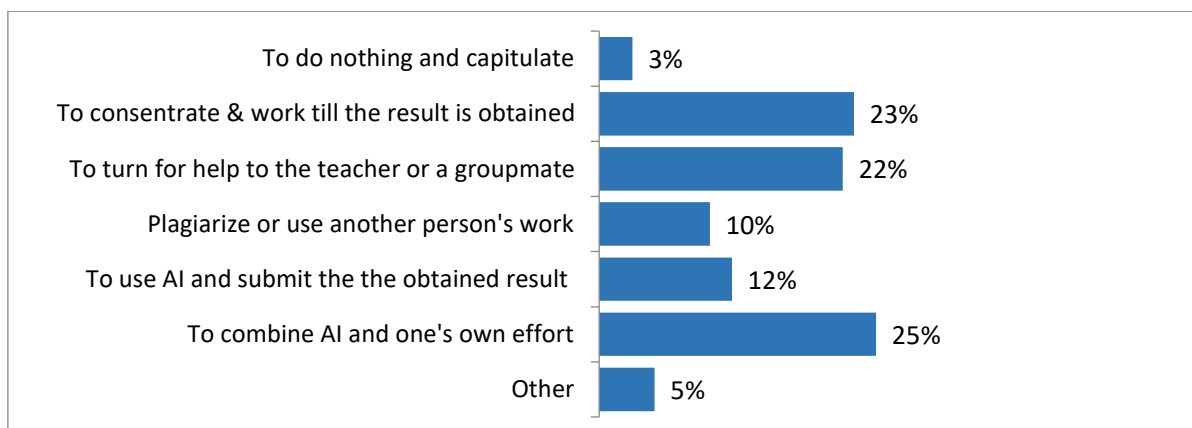 To do nothing and capitulate 3%
To consentrate & work till the result is obtained 23%
To turn for help to the teacher or a groupmate 22%
Plagiarize or use another person's work 10%
To use AI and submit the the obtained result 12%
To combine AI and one's own effort 25%
Other 5%